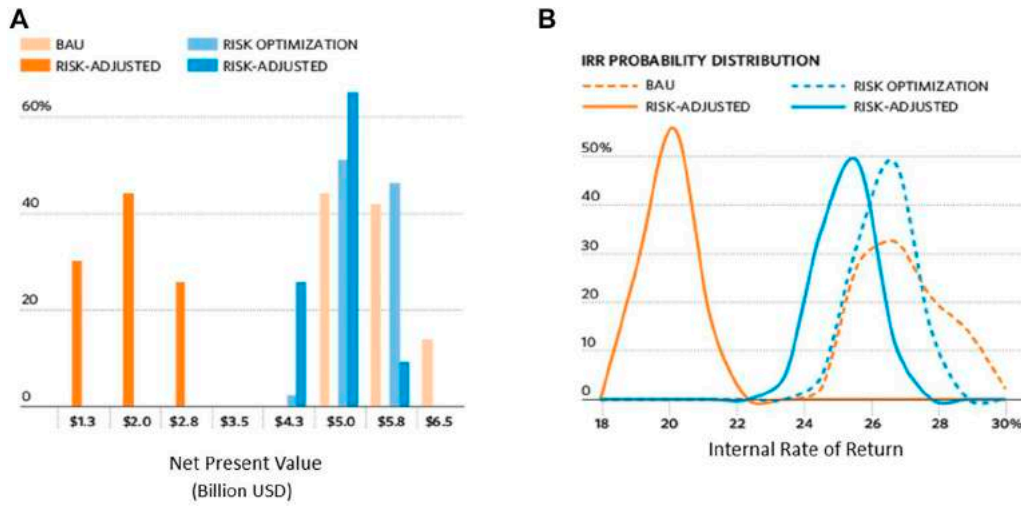 A
BAU
RISK OPTIMIZATION
RISK-ADJUSTED
RISK-ADJUSTED
60%
40
20
0
$1.3 $2.0 $2.8 $3.5 $4.3 $5.0 $5.8 $6.5
Net Present Value
(Billion USD)
B
IRR PROBABILITY DISTRIBUTION
BAU
RISK OPTIMIZATION
RISK-ADJUSTED
RISK-ADJUSTED
50%
40
30
20
10
0
18 20 22 24 26 28 30%
Internal Rate of Return